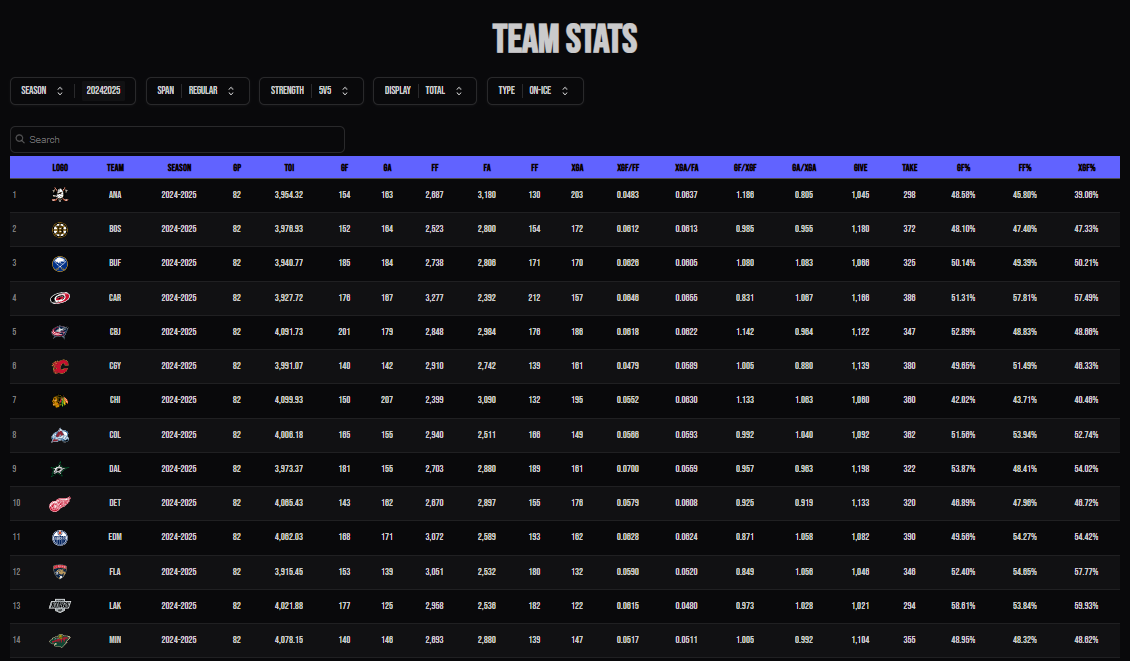 TEAM STATS
SEASON 20242025 SPAN REGULAR STRENGTH 5V5 DISPLAY TOTAL TYPE ON-ICE
Search
LOGO TEAM SEASON GP TOI GF GA FF FA FF XGA XGF/FF XGA/FA GF/XGF GA/XGA GIVE TAKE GF% FF% XGF%
1 ANA 2024-2025 82 3,954.32 154 163 2,687 3,180 130 203 0.0483 0.0637 1.186 0.805 1,045 298 48.58% 45.80% 39.06%
2 BOS 2024-2025 82 3,976.93 152 164 2,523 2,800 154 172 0.0612 0.0613 0.985 0.955 1,180 372 48.10% 47.40% 47.33%
3 BUF 2024-2025 82 3,940.77 185 184 2,738 2,806 171 170 0.0626 0.0605 1.080 1.083 1,066 325 50.14% 49.39% 50.21%
4 CAR 2024-2025 82 3,927.72 176 167 3,277 2,392 212 157 0.0646 0.0655 0.831 1.067 1,166 386 51.31% 57.81% 57.49%
5 CBJ 2024-2025 82 4,091.73 201 179 2,848 2,984 176 186 0.0618 0.0622 1.142 0.964 1,122 347 52.89% 48.83% 48.66%
6 CGY 2024-2025 82 3,991.07 140 142 2,910 2,742 139 161 0.0479 0.0589 1.005 0.880 1,139 380 49.65% 51.49% 46.33%
7 CHI 2024-2025 82 4,099.93 150 207 2,399 3,090 132 195 0.0552 0.0630 1.133 1.063 1,060 360 42.02% 43.71% 40.46%
8 COL 2024-2025 82 4,006.18 165 155 2,940 2,511 166 149 0.0566 0.0593 0.992 1.040 1,092 362 51.56% 53.94% 52.74%
9 DAL 2024-2025 82 3,973.37 181 155 2,703 2,880 189 161 0.0700 0.0559 0.957 0.963 1,198 322 53.87% 48.41% 54.02%
10 DET 2024-2025 82 4,065.43 143 162 2,670 2,897 155 176 0.0579 0.0608 0.925 0.919 1,133 320 46.89% 47.96% 46.72%
11 EDM 2024-2025 82 4,062.03 168 171 3,072 2,589 193 162 0.0628 0.0624 0.871 1.058 1,082 390 49.56% 54.27% 54.42%
12 FLA 2024-2025 82 3,915.45 153 139 3,051 2,532 180 132 0.0590 0.0520 0.849 1.056 1,046 346 52.40% 54.65% 57.77%
13 LAK 2024-2025 82 4,021.88 177 125 2,958 2,536 182 122 0.0615 0.0480 0.973 1.028 1,021 294 58.61% 53.84% 59.93%
14 MIN 2024-2025 82 4,078.15 140 146 2,693 2,880 139 147 0.0517 0.0511 1.005 0.992 1,104 355 48.95% 48.32% 48.62%